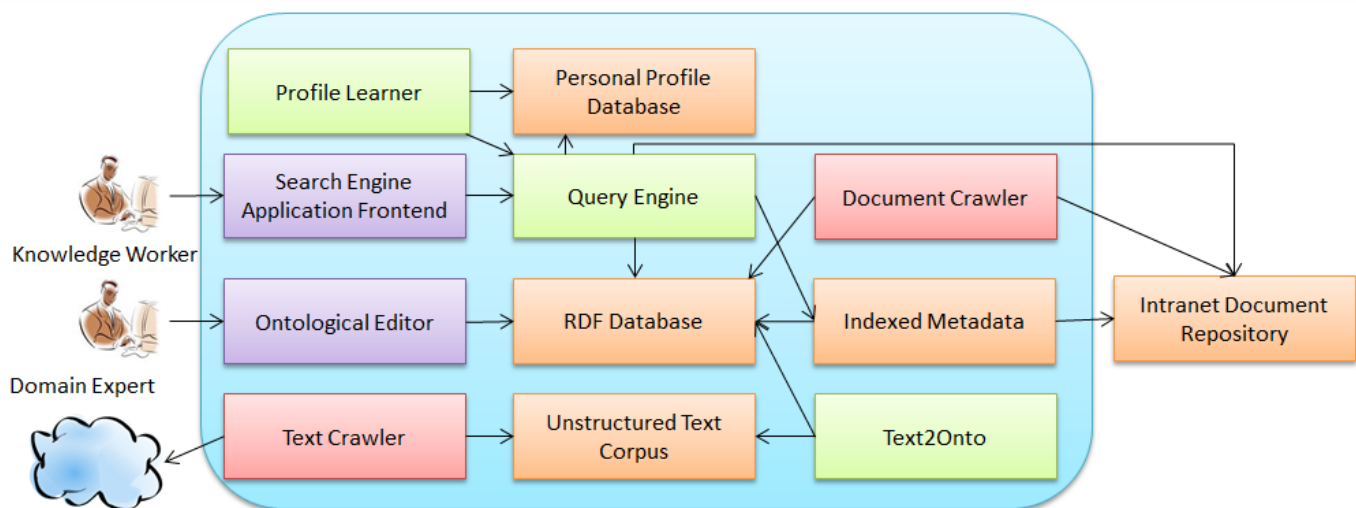 Profile Learner
Personal Profile
Database
Search Engine
Application Frontend
Query Engine
Document Crawler
Knowledge Worker
Ontological Editor
RDF Database
Indexed Metadata
Intranet Document
Repository
Domain Expert
Text Crawler
Unstructured Text
Corpus
Text2Onto